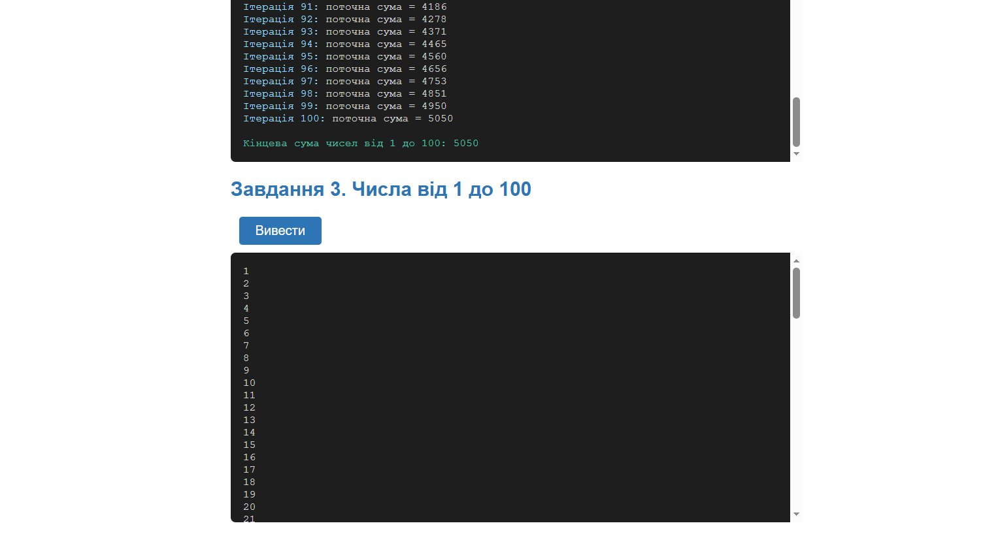 Ітерація 91: поточна сума = 4186
Ітерація 92: поточна сума = 4278
Ітерація 93: поточна сума = 4371
Ітерація 94: поточна сума = 4465
Ітерація 95: поточна сума = 4560
Ітерація 96: поточна сума = 4656
Ітерація 97: поточна сума = 4753
Ітерація 98: поточна сума = 4851
Ітерація 99: поточна сума = 4950
Ітерація 100: поточна сума = 5050
Кінцева сума чисел від 1 до 100: 5050
Завдання 3. Числа від 1 до 100
Вивести
1
2
3
4
5
6
7
8
9
10
11
12
13
14
15
16
17
18
19
20
21